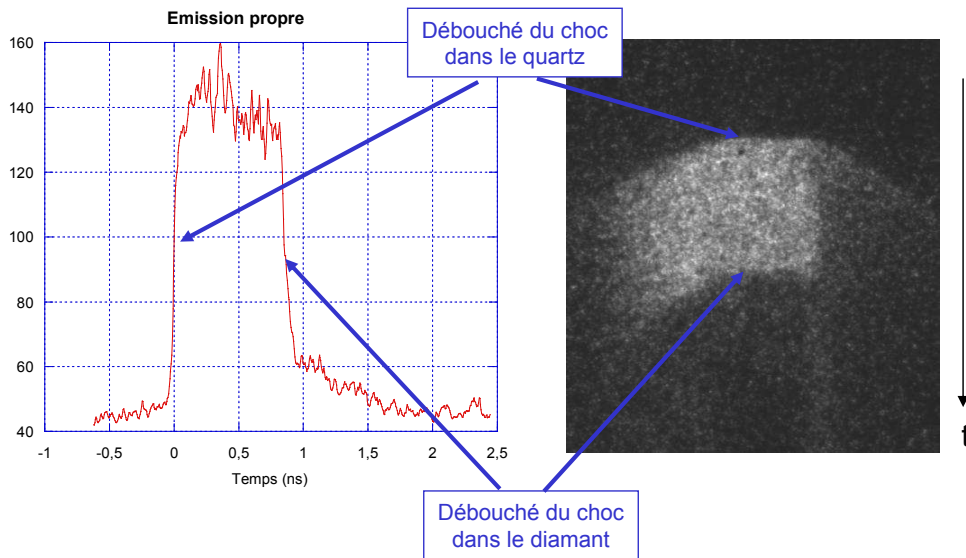 Emission propre
Débouché du choc
dans le quartz
160
140
120
100
80
60
40
-1
-0,5
0
0,5
1
1,5
2
2,5
Temps (ns)
t
Débouché du choc
dans le diamant